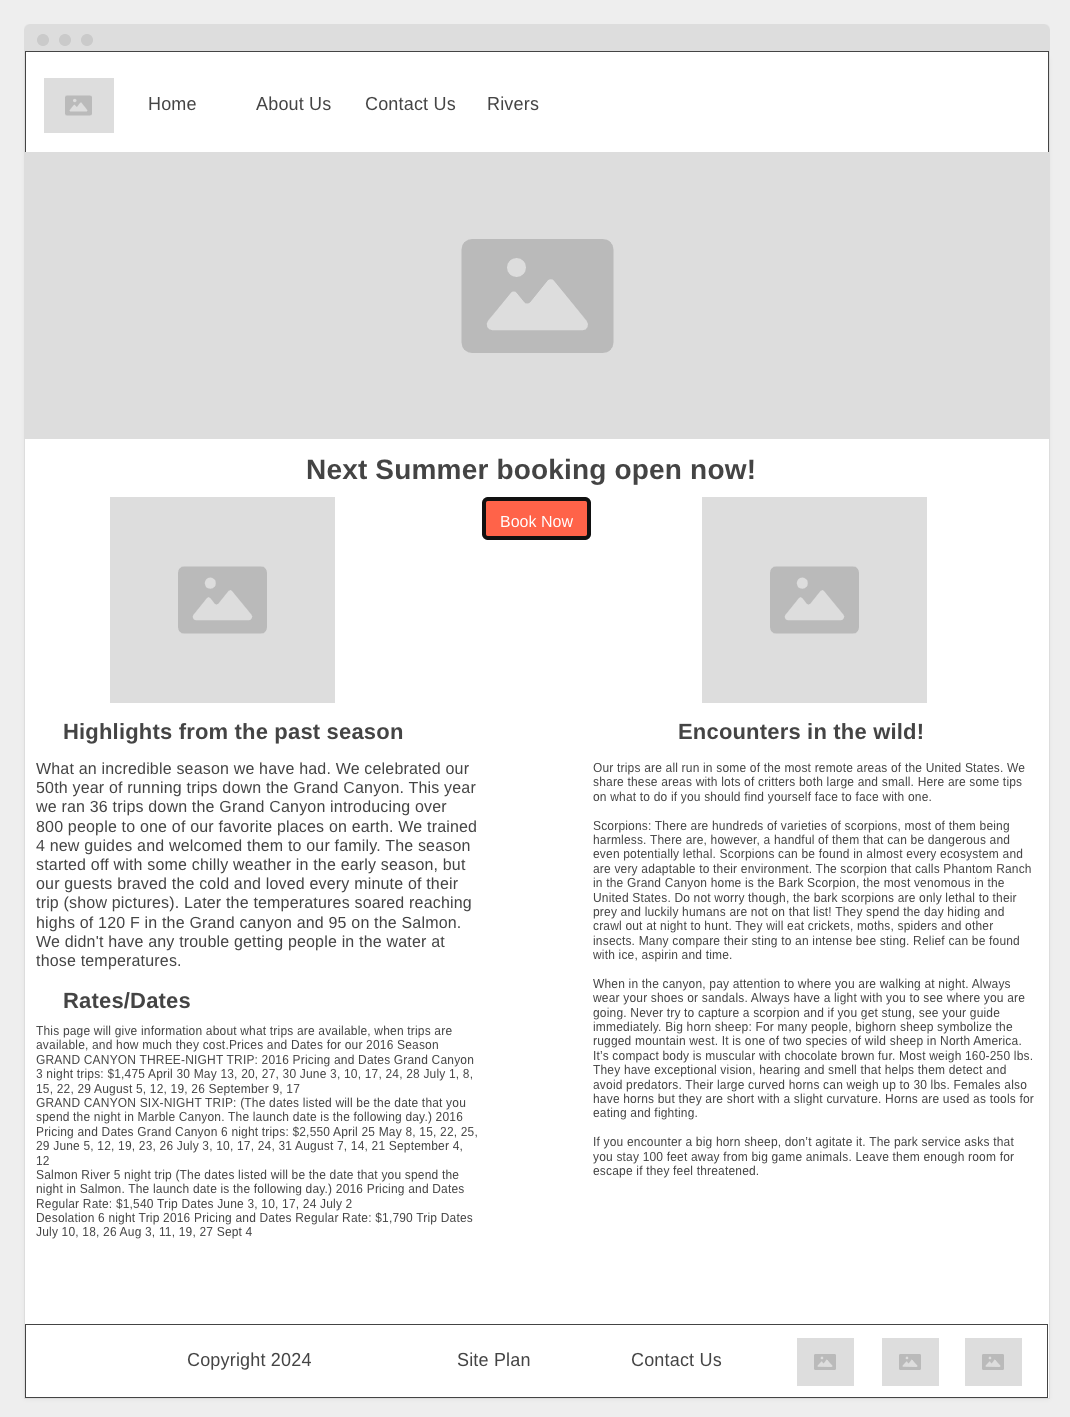 Home About Us Contact Us Rivers
Next Summer booking open now!
Book Now
Highlights from the past season
What an incredible season we have had. We celebrated our
50th year of running trips down the Grand Canyon. This year
we ran 36 trips down the Grand Canyon introducing over
800 people to one of our favorite places on earth. We trained
4 new guides and welcomed them to our family. The season
started off with some chilly weather in the early season, but
our guests braved the cold and loved every minute of their
trip (show pictures). Later the temperatures soared reaching
highs of 120 F in the Grand canyon and 95 on the Salmon.
We didn't have any trouble getting people in the water at
those temperatures.
Rates/Dates
This page will give information about what trips are available, when trips are
available, and how much they cost.Prices and Dates for our 2016 Season
GRAND CANYON THREE-NIGHT TRIP: 2016 Pricing and Dates Grand Canyon
3 night trips: $1,475 April 30 May 13, 20, 27, 30 June 3, 10, 17, 24, 28 July 1, 8,
15, 22, 29 August 5, 12, 19, 26 September 9, 17
GRAND CANYON SIX-NIGHT TRIP: (The dates listed will be the date that you
spend the night in Marble Canyon. The launch date is the following day.) 2016
Pricing and Dates Grand Canyon 6 night trips: $2,550 April 25 May 8, 15, 22, 25,
29 June 5, 12, 19, 23, 26 July 3, 10, 17, 24, 31 August 7, 14, 21 September 4,
12
Salmon River 5 night trip (The dates listed will be the date that you spend the
night in Salmon. The launch date is the following day.) 2016 Pricing and Dates
Regular Rate: $1,540 Trip Dates June 3, 10, 17, 24 July 2
Desolation 6 night Trip 2016 Pricing and Dates Regular Rate: $1,790 Trip Dates
July 10, 18, 26 Aug 3, 11, 19, 27 Sept 4
Encounters in the wild!
Our trips are all run in some of the most remote areas of the United States. We
share these areas with lots of critters both large and small. Here are some tips
on what to do if you should find yourself face to face with one.
Scorpions: There are hundreds of varieties of scorpions, most of them being
harmless. There are, however, a handful of them that can be dangerous and
even potentially lethal. Scorpions can be found in almost every ecosystem and
are very adaptable to their environment. The scorpion that calls Phantom Ranch
in the Grand Canyon home is the Bark Scorpion, the most venomous in the
United States. Do not worry though, the bark scorpions are only lethal to their
prey and luckily humans are not on that list! They spend the day hiding and
crawl out at night to hunt. They will eat crickets, moths, spiders and other
insects. Many compare their sting to an intense bee sting. Relief can be found
with ice, aspirin and time.
When in the canyon, pay attention to where you are walking at night. Always
wear your shoes or sandals. Always have a light with you to see where you are
going. Never try to capture a scorpion and if you get stung, see your guide
immediately. Big horn sheep: For many people, bighorn sheep symbolize the
rugged mountain west. It is one of two species of wild sheep in North America.
It's compact body is muscular with chocolate brown fur. Most weigh 160-250 lbs.
They have exceptional vision, hearing and smell that helps them detect and
avoid predators. Their large curved horns can weigh up to 30 lbs. Females also
have horns but they are short with a slight curvature. Horns are used as tools for
eating and fighting.
If you encounter a big horn sheep, don't agitate it. The park service asks that
you stay 100 feet away from big game animals. Leave them enough room for
escape if they feel threatened.
Copyright 2024 Site Plan Contact Us